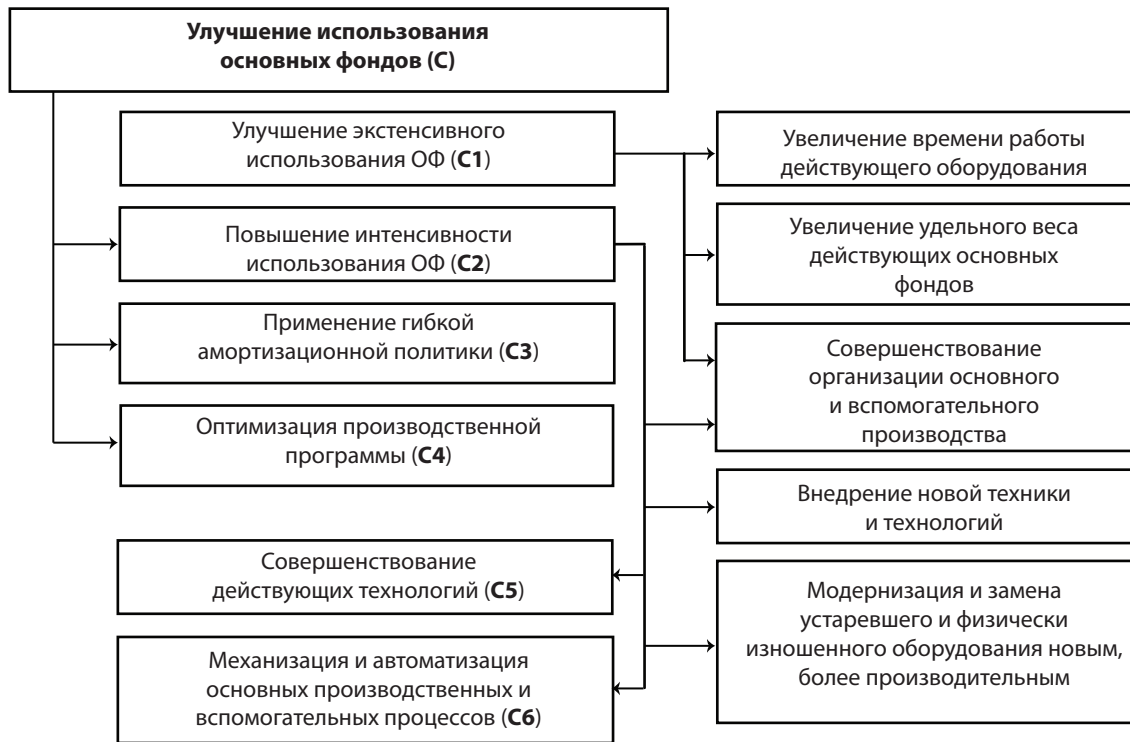 Улучшение использования
основных фондов (С)
Улучшение экстенсивного
использования ОФ (С1)
Повышение интенсивности
использования ОФ (С2)
Применение гибкой
амортизационной политики (С3)
Оптимизация производственной
программы (С4)
Совершенствование
действующих технологий (С5)
Механизация и автоматизация
основных производственных и
вспомогательных процессов (С6)
Увеличение времени работы
действующего оборудования
Увеличение удельного веса
действующих основных
фондов
Совершенствование
организации основного
и вспомогательного
производства
Внедрение новой техники
и технологий
Модернизация и замена
устаревшего и физически
изношенного оборудования новым,
более производительным